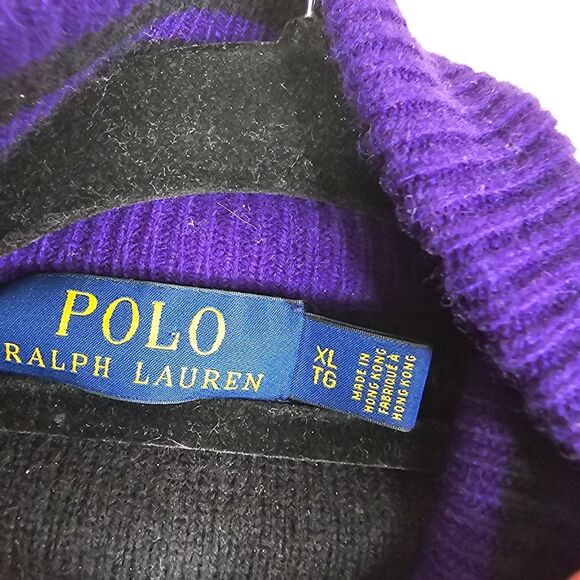 POLO
RALPH LAUREN
XL
TG
MADE IN
HONG KONG
FABRIQUÉ À
HONG KONG